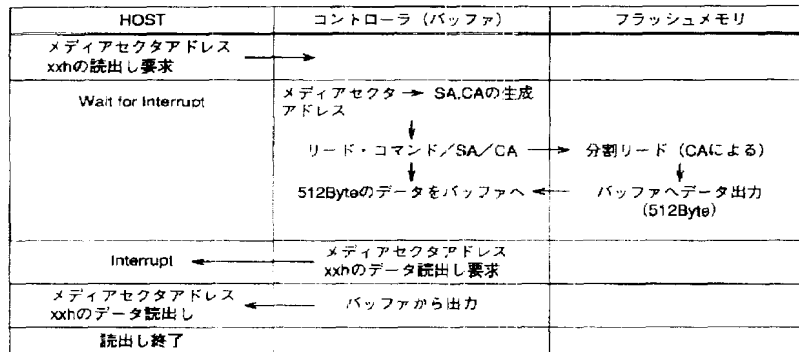 HOST
コントローラ（バッファ）
フラッシュメモリ
メディアセクタアドレス
xxhの読出し要求
Wait for Interrupt
メディアセクタ → SA,CAの生成
アドレス
リード・コマンド／SA／CA
分割リード（CAによる）
512Byteのデータをバッファへ
バッファへデータ出力
(512Byte)
Interrupt
メディアセクタアドレス
xxhのデータ読出し要求
メディアセクタアドレス
xxhのデータ読出し
バッファから出力
読出し終了